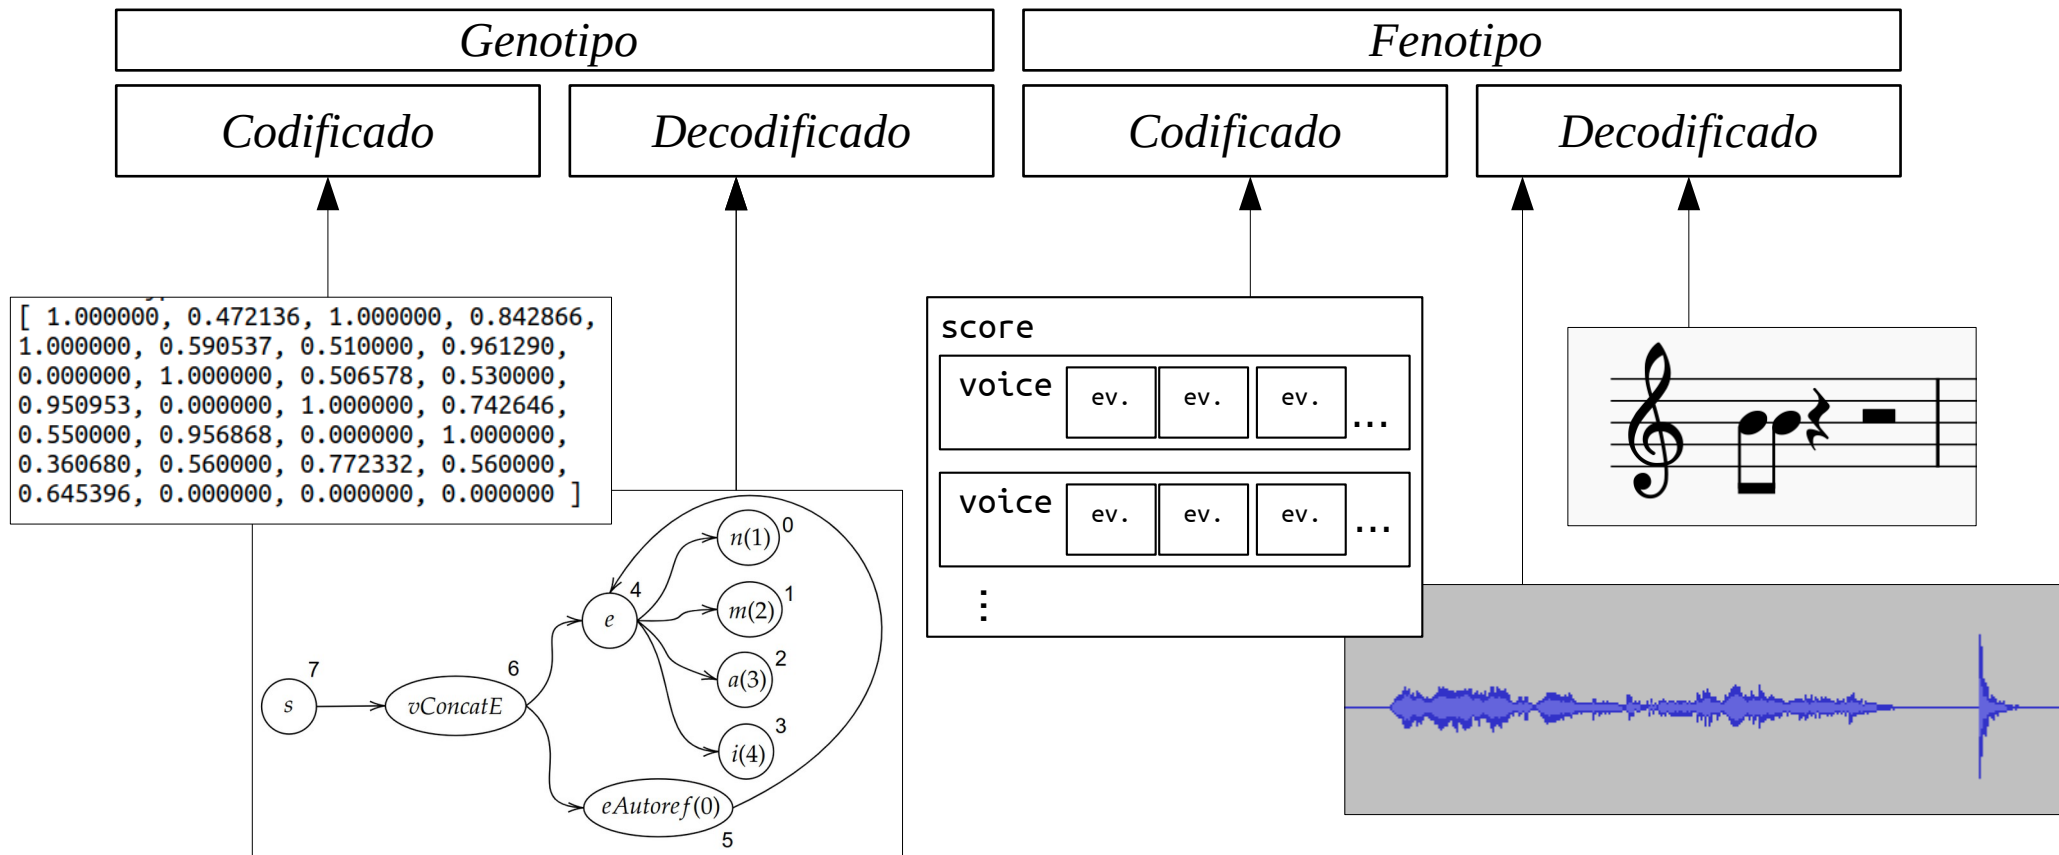 Genotipo
Fenotipo
Codificado
Decodificado
Codificado
Decodificado
[ 1.000000, 0.472136, 1.000000, 0.842866,
1.000000, 0.590537, 0.510000, 0.961290,
0.000000, 1.000000, 0.506578, 0.530000,
0.950953, 0.000000, 1.000000, 0.742646,
0.550000, 0.956868, 0.000000, 1.000000,
0.360680, 0.560000, 0.772332, 0.560000,
0.645396, 0.000000, 0.000000, 0.000000 ]
n(1) 0
m(2) 1
a(3) 2
i(4) 3
e 4
eAutoref(0) 5
vConcatE 6
s 7
score
voice ev. ev. ev. ...
voice ev. ev. ev. ...
⋮